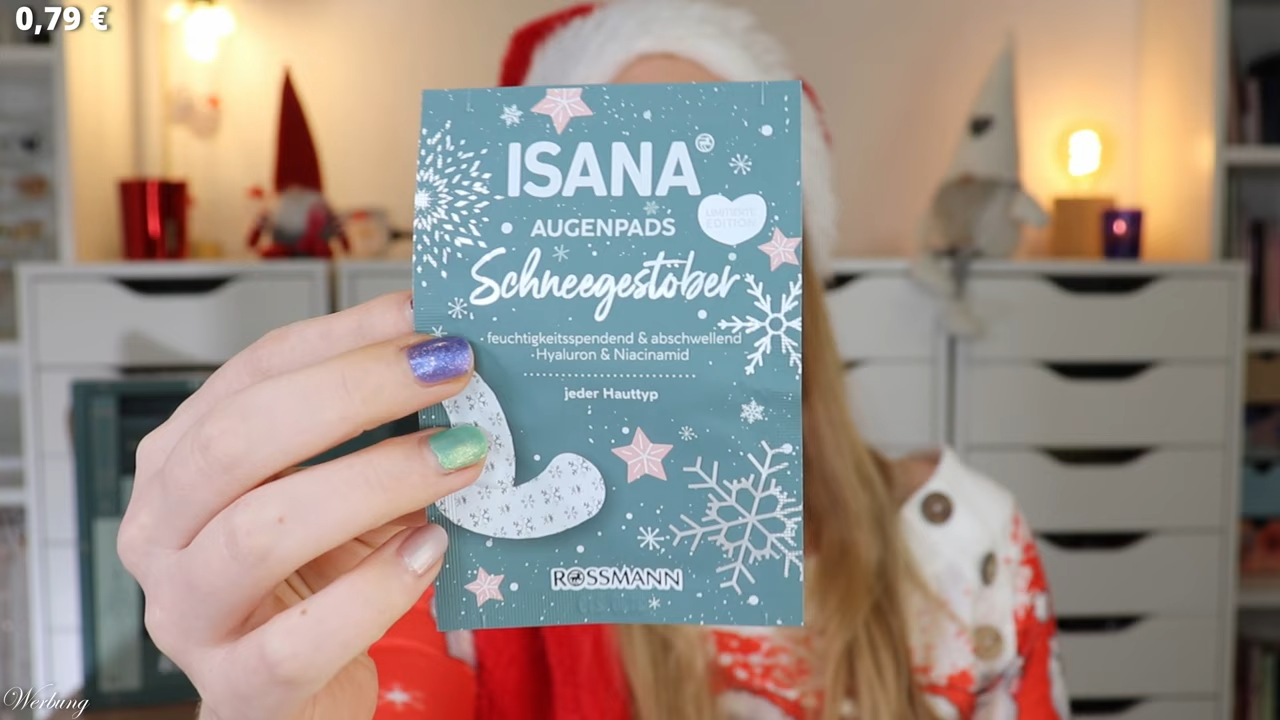 0,79 €
ISANA
AUGENPADS
LIMITIERTE
EDITION
Schneegestöber
feuchtigkeitsspendend & abschwellend
Hyaluron & Niacinamid
jeder Hauttyp
ROSSMANN
Werbung